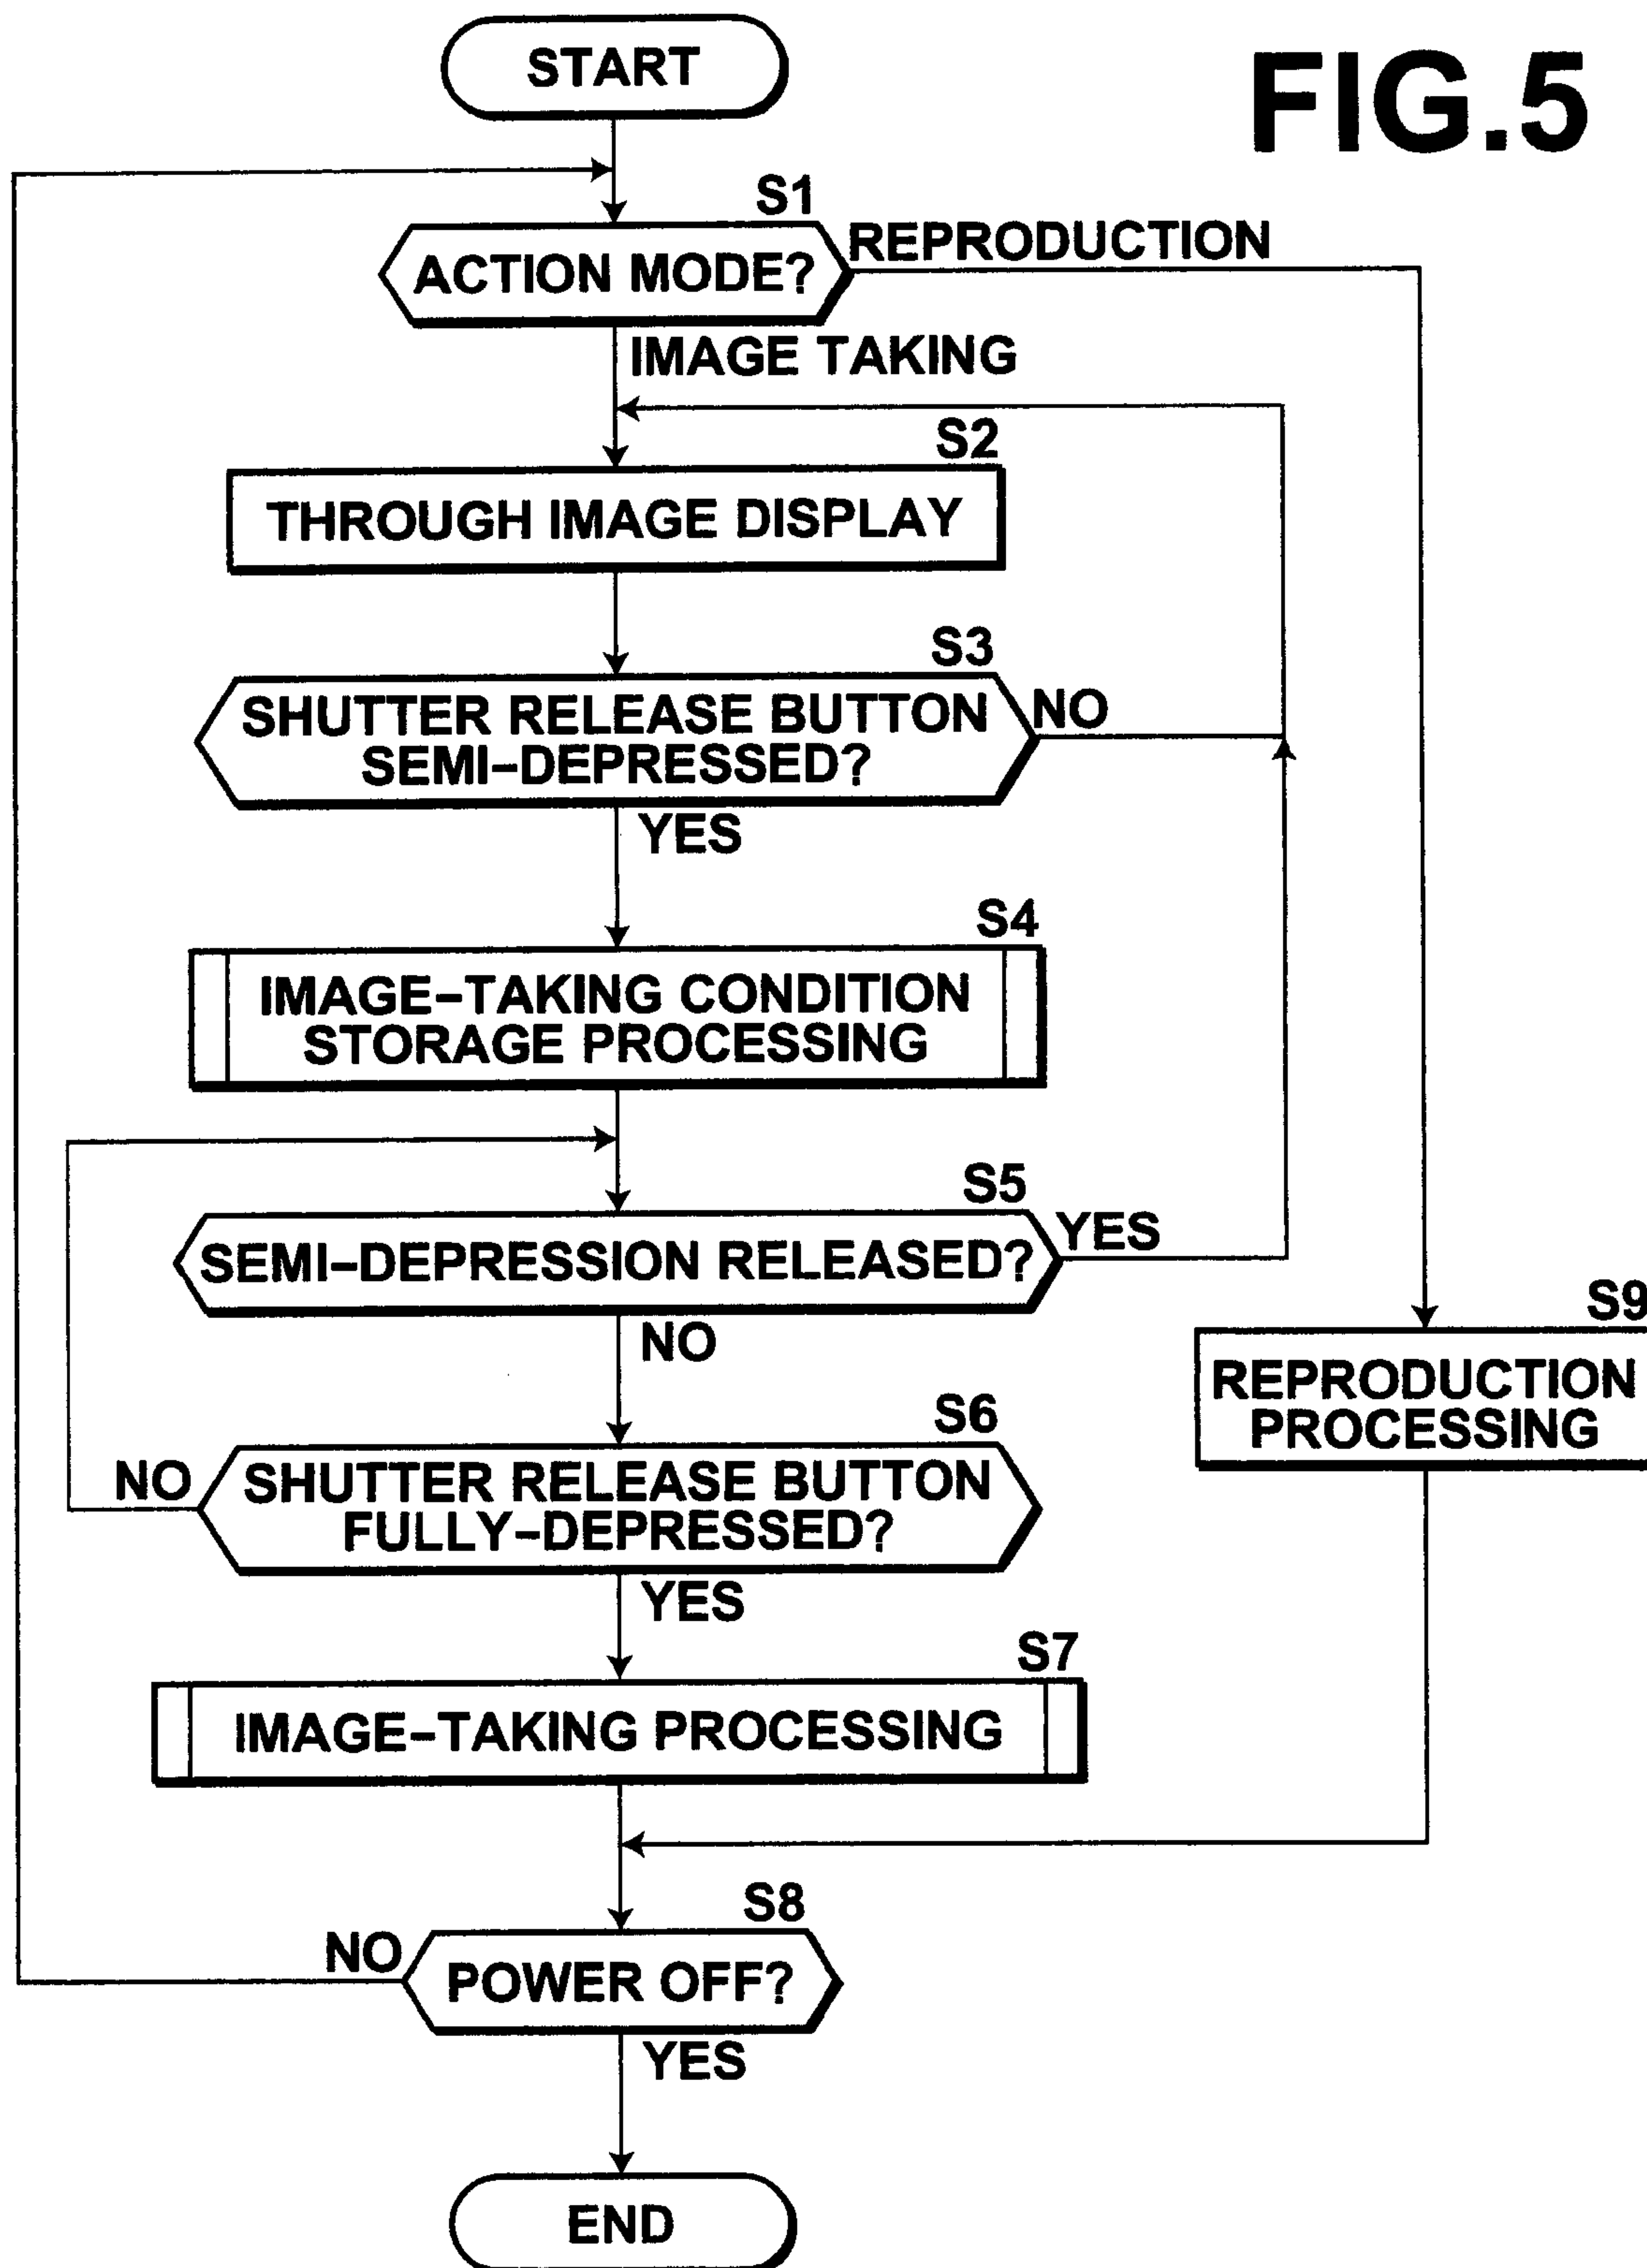 FIG.5
START
S1
ACTION MODE?
REPRODUCTION
IMAGE TAKING
S2
THROUGH IMAGE DISPLAY
S3
SHUTTER RELEASE BUTTON
SEMI-DEPRESSED?
NO
YES
S4
IMAGE-TAKING CONDITION
STORAGE PROCESSING
S5
SEMI-DEPRESSION RELEASED?
YES
NO
S9
REPRODUCTION
PROCESSING
S6
NO
SHUTTER RELEASE BUTTON
FULLY-DEPRESSED?
YES
S7
IMAGE-TAKING PROCESSING
S8
NO
POWER OFF?
YES
END